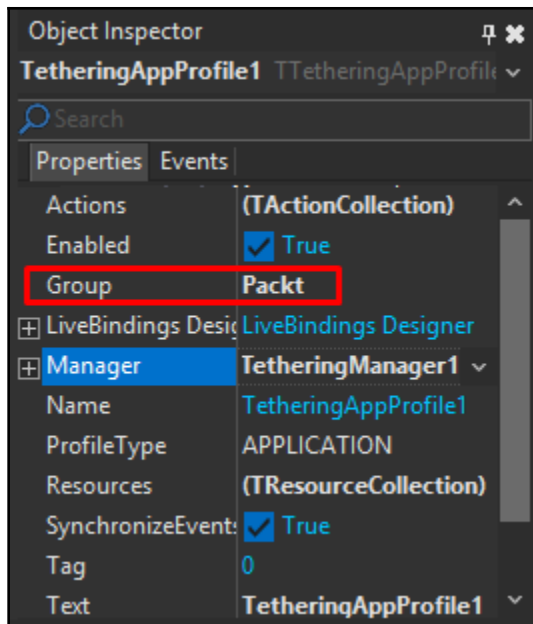 Object Inspector
TetheringAppProfile1 TTetheringAppProfile
Search
Properties Events
Actions (TActionCollection)
Enabled True
Group Packt
LiveBindings Desig LiveBindings Designer
Manager TetheringManager1
Name TetheringAppProfile1
ProfileType APPLICATION
Resources (TResourceCollection)
SynchronizeEvents True
Tag 0
Text TetheringAppProfile1